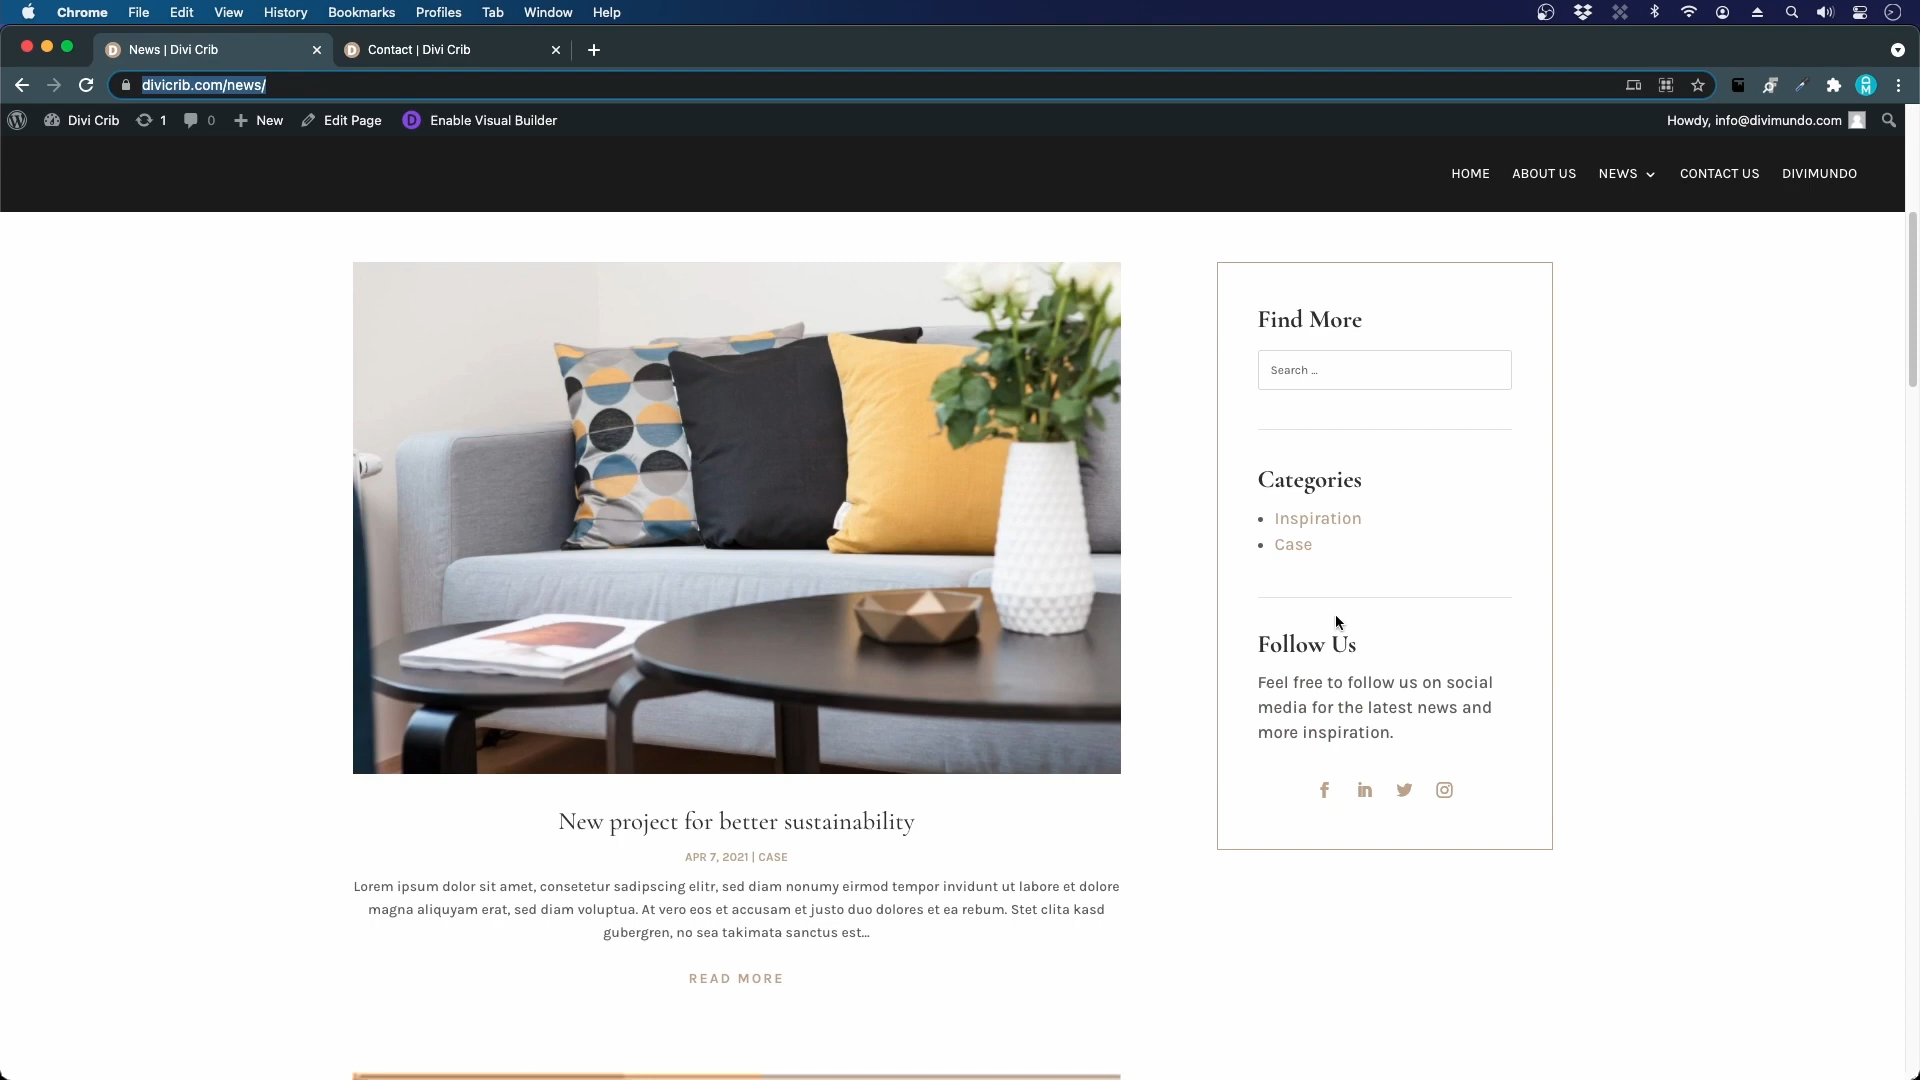 Chrome File Edit View History Bookmarks Profiles Tab Window Help
News | Divi Crib
Contact | Divi Crib
divicrib.com/news/
Divi Crib 1 0 New Edit Page Enable Visual Builder
Howdy, info@divimundo.com
HOME ABOUT US NEWS CONTACT US DIVIMUNDO
New project for better sustainability
APR 7, 2021 | CASE
Lorem ipsum dolor sit amet, consetetur sadipscing elitr, sed diam nonumy eirmod tempor invidunt ut labore et dolore
magna aliquyam erat, sed diam voluptua. At vero eos et accusam et justo duo dolores et ea rebum. Stet clita kasd
gubergren, no sea takimata sanctus est...
READ MORE
Find More
Search …
Categories
Inspiration
Case
Follow Us
Feel free to follow us on social
media for the latest news and
more inspiration.